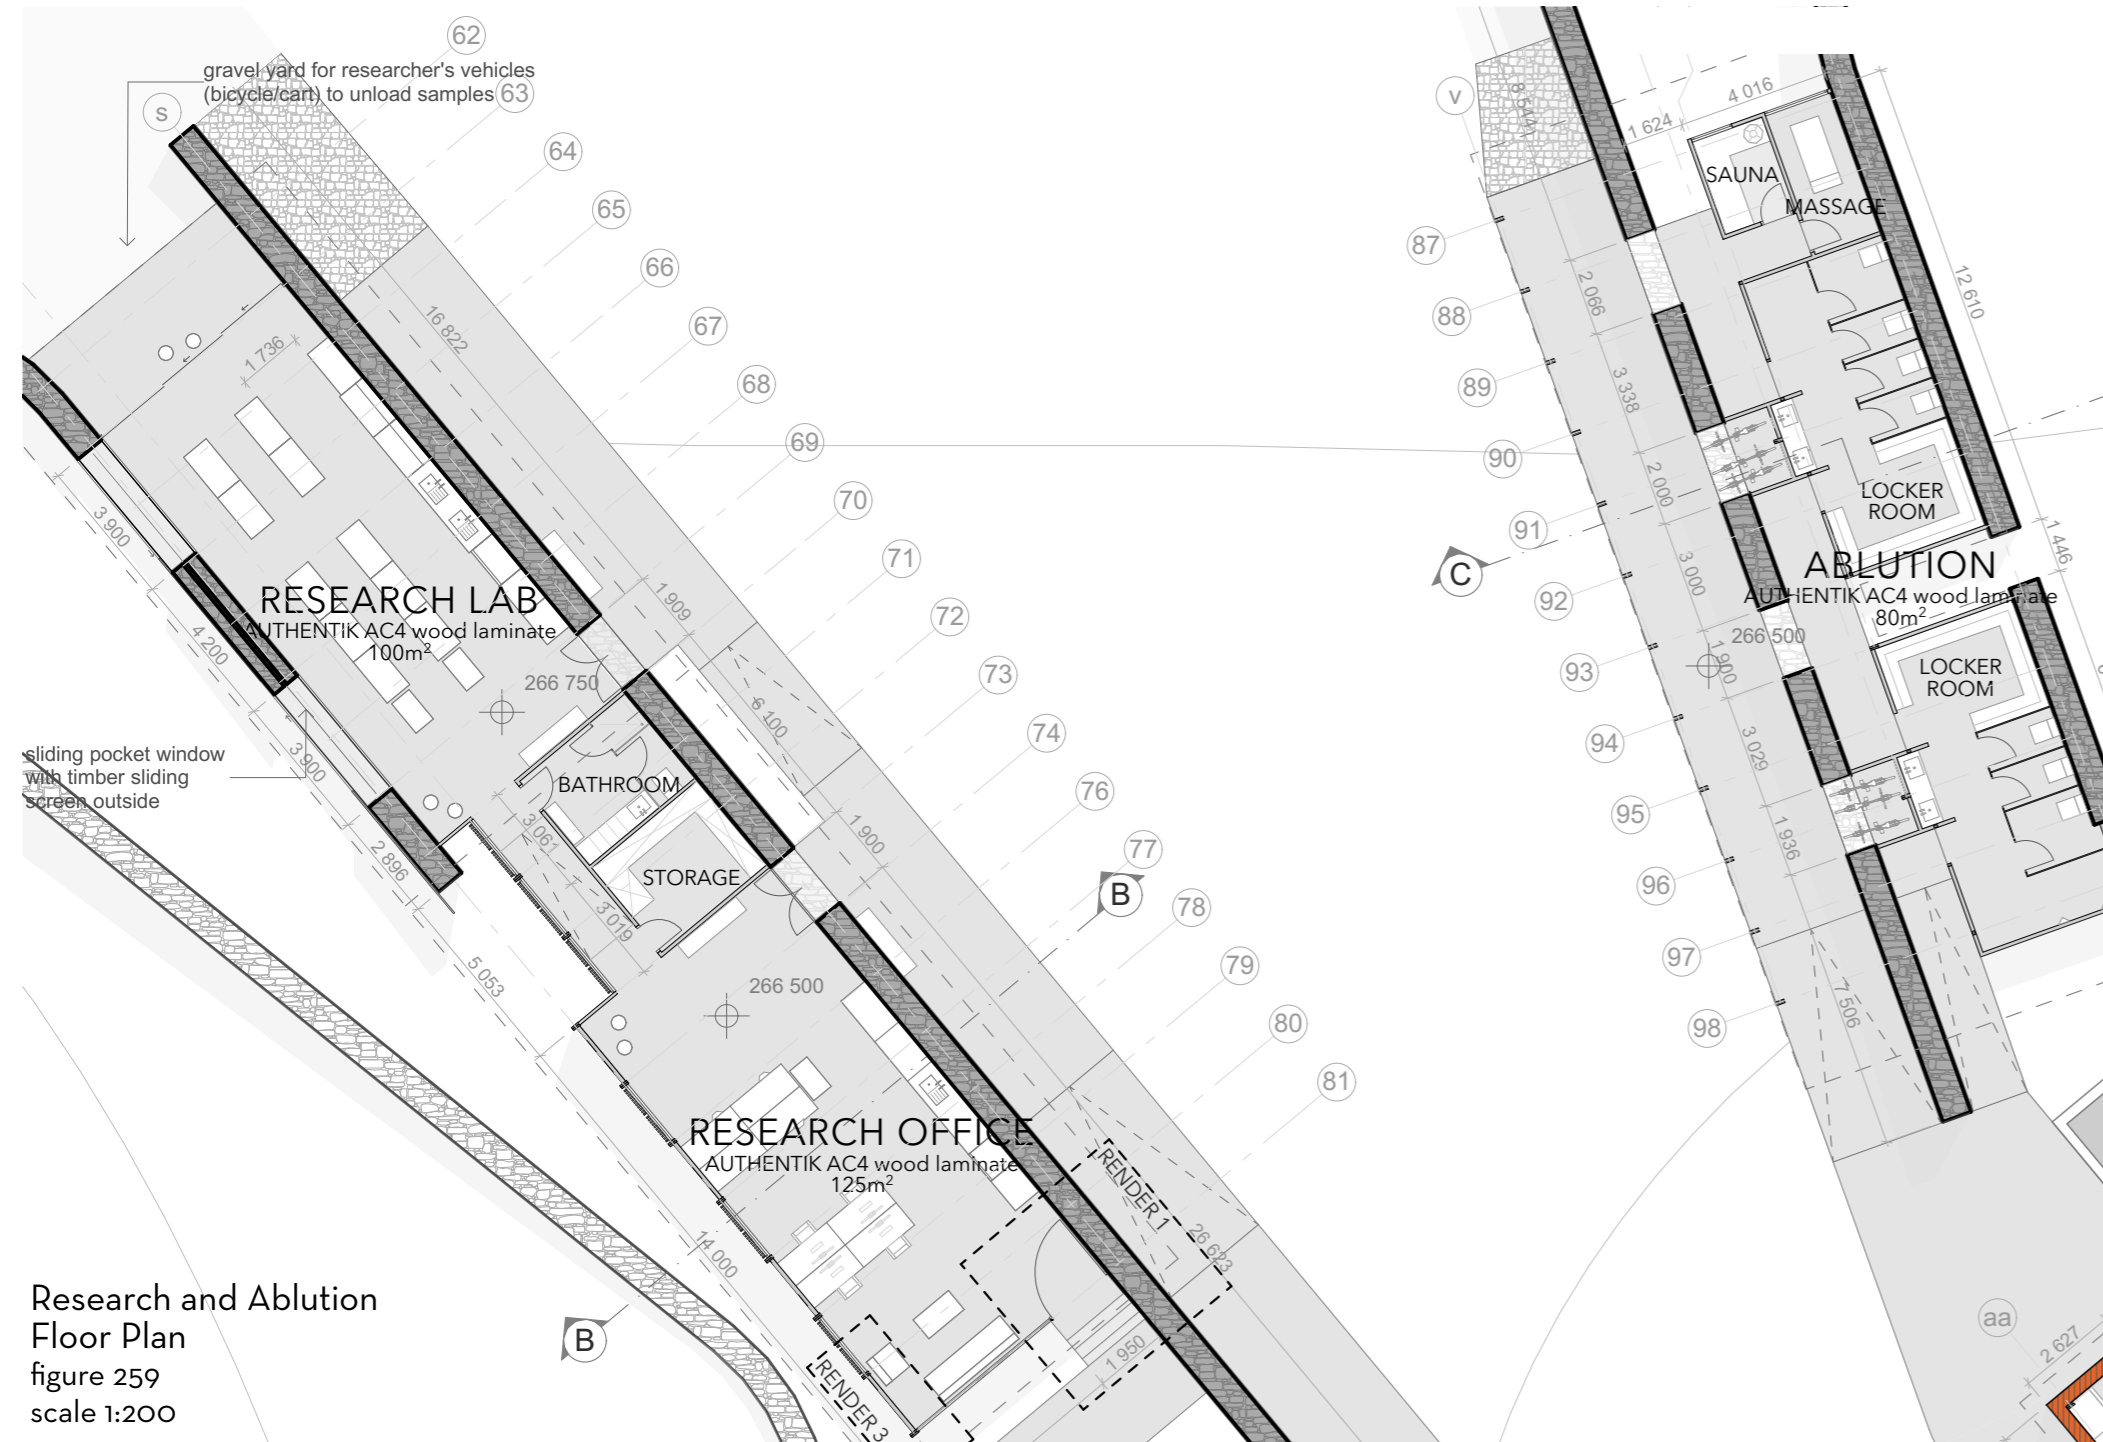 62
gravel yard for researcher's vehicles
(bicycle/cart) to unload samples
63
s
64
65
66
67
68
69
70
71
72
73
74
76
77
78
79
80
81
16 822
1 736
3 900
4 200
3 900
2 896
1 909
6 100
1 900
RESEARCH LAB
AUTHENTIK AC4 wood laminate
100m²
266 750
sliding pocket window
with timber sliding
screen outside
BATHROOM
STORAGE
3 061
3 019
5 053
266 500
B
RESEARCH OFFICE
AUTHENTIK AC4 wood laminate
125m²
RENDER 1
26 623
14 000
1 950
B
RENDER 3
v
8 544
4 016
1 624
SAUNA
MASSAGE
12 610
87
88
89
90
91
92
93
94
95
96
97
98
2 066
3 338
2 000
3 000
1 900
3 029
1 936
7 506
C
LOCKER
ROOM
1 446
ABLUTION
AUTHENTIK AC4 wood laminate
80m²
266 500
LOCKER
ROOM
aa
2 627
Research and Ablution
Floor Plan
figure 259
scale 1:200